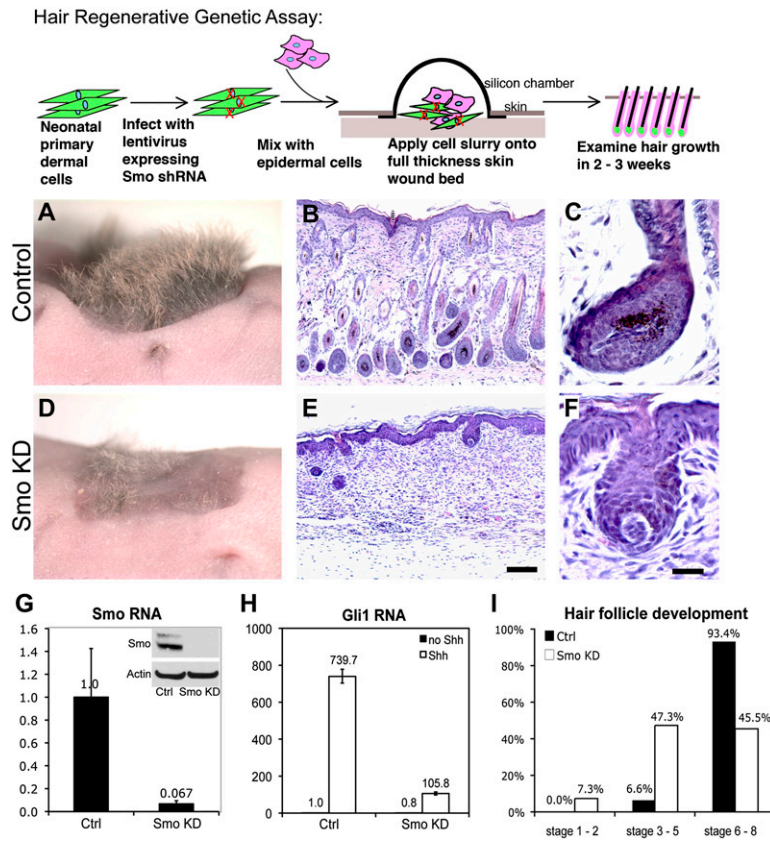 Hair Regenerative Genetic Assay:
silicon chamber
skin
Neonatal
primary
dermal
cells
Infect with
lentivirus
expressing
Smo shRNA
Mix with
epidermal cells
Apply cell slurry onto
full thickness skin
wound bed
Examine hair growth
in 2 - 3 weeks
Control
A
B
C
Smo KD
D
E
F
G
Smo RNA
1.6
1.4
1.2
1.0
0.8
0.6
0.4
0.2
0.0
1.0
0.067
Smo
Actin
Ctrl Smo KD
Ctrl
Smo KD
H
Gli1 RNA
1000
800
600
400
200
0
no Shh
Shh
1.0
739.7
0.8
105.8
Ctrl
Smo KD
I
Hair follicle development
100%
80%
60%
40%
20%
0%
Ctrl
Smo KD
0.0%
7.3%
6.6%
47.3%
93.4%
45.5%
stage 1 - 2
stage 3 - 5
stage 6 - 8